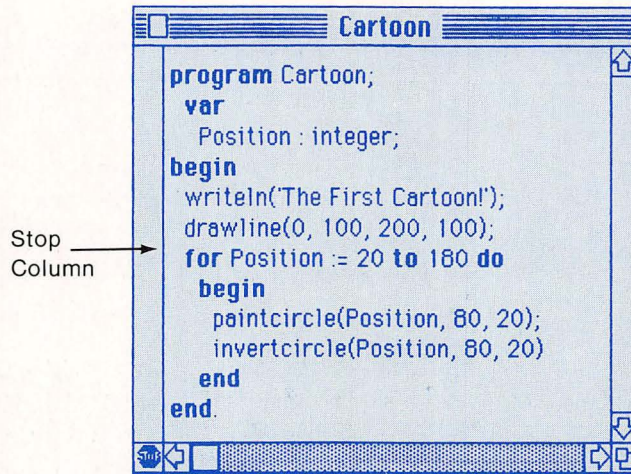 Cartoon
program Cartoon;
var
Position : integer;
begin
writeln('The First Cartoon!');
drawline(0, 100, 200, 100);
for Position := 20 to 180 do
begin
paintcircle(Position, 80, 20);
invertcircle(Position, 80, 20)
end
end.
Stop
Column